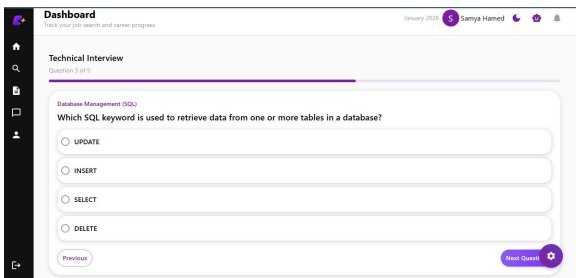 Dashboard
Track your job search and career progress
January 2026
S
Samya Hamed
Technical Interview
Question 3 of 5
Database Management (SQL)
Which SQL keyword is used to retrieve data from one or more tables in a database?
UPDATE
INSERT
SELECT
DELETE
Previous
Next Questi